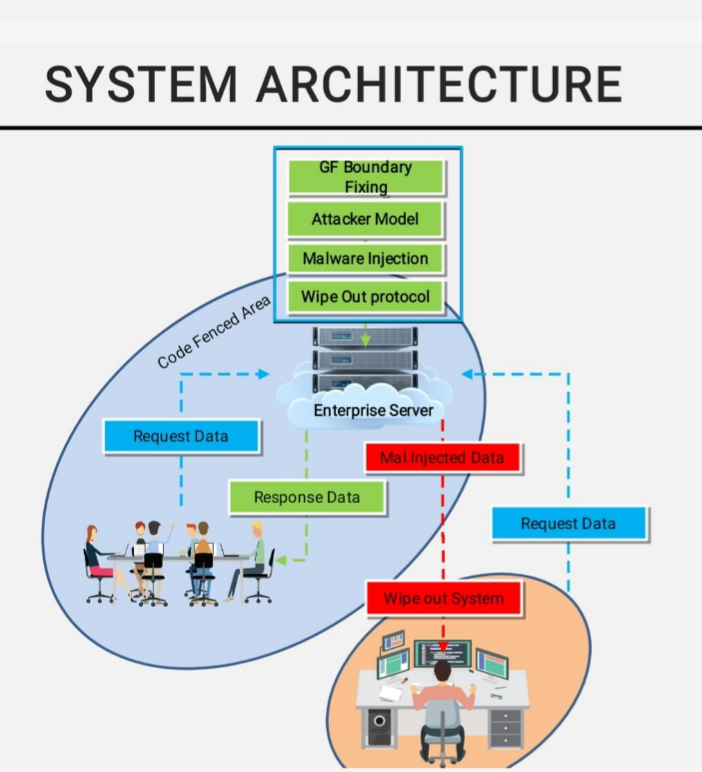 SYSTEM ARCHITECTURE
GF Boundary
Fixing
Attacker Model
Malware Injection
Wipe Out protocol
Code Fenced Area
Enterprise Server
Request Data
Mal.Injected Data
Response Data
Request Data
Wipe out System